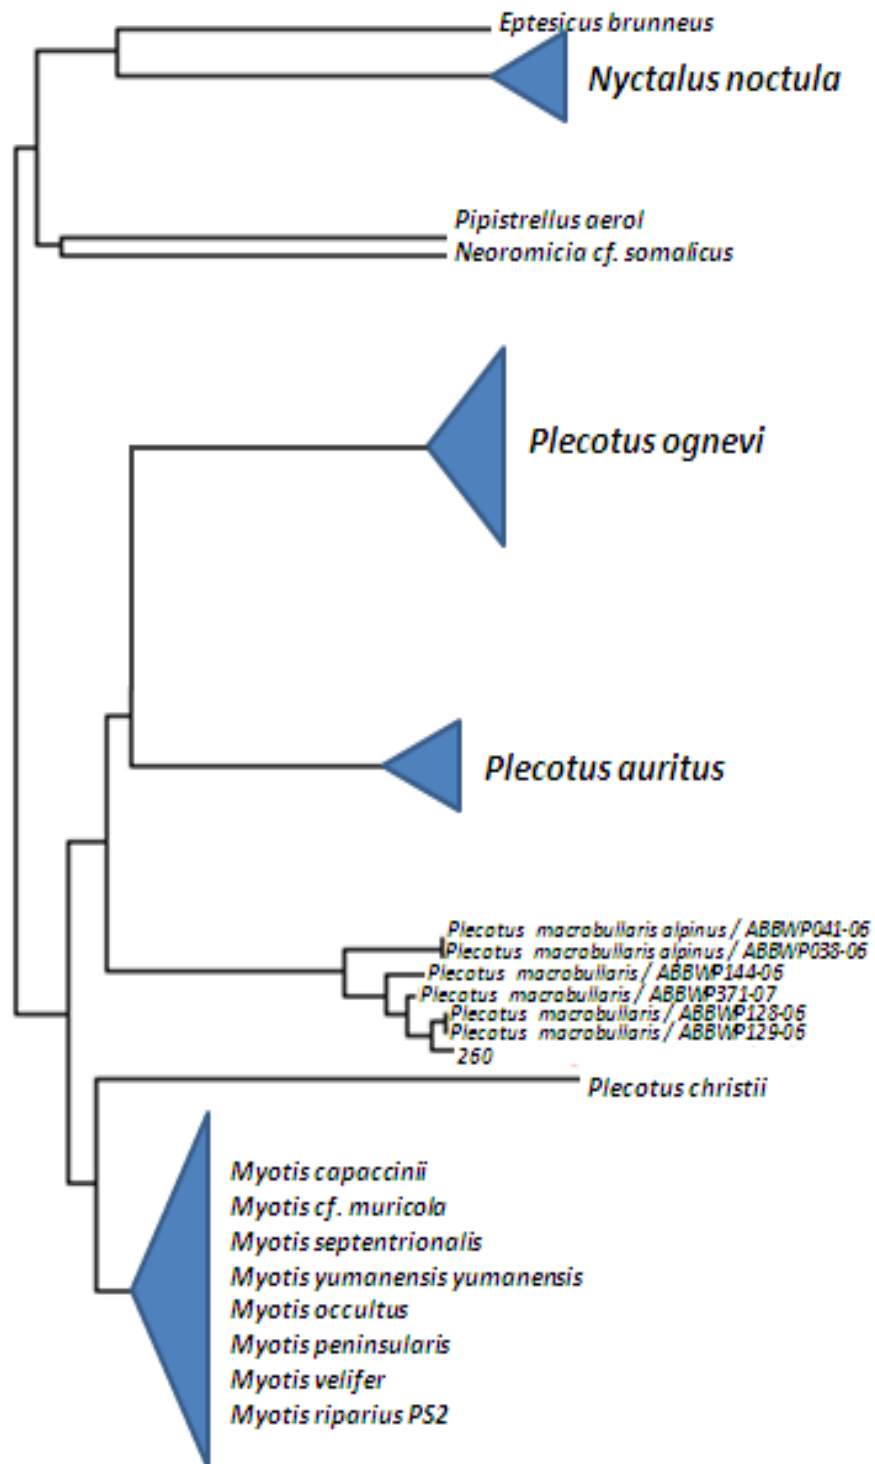 Eptesicus brunneus
Nyctalus noctula
Pipistrellus aerol
Neoromicia cf. somalicus
Plecotus ognevi
Plecotus auritus
Plecotus macrobullaris alpinus / ABBWP041-06
Plecotus macrobullaris alpinus / ABBWP038-06
Plecotus macrobullaris / ABBWP144-06
Plecotus macrobullaris / ABBWP371-07
Plecotus macrobullaris / ABBWP128-06
Plecotus macrobullaris / ABBWP129-06
260
Plecotus christii
Myotis capaccinii
Myotis cf. muricola
Myotis septentrionalis
Myotis yumanensis yumanensis
Myotis occultus
Myotis peninsularis
Myotis velifer
Myotis riparius PS2